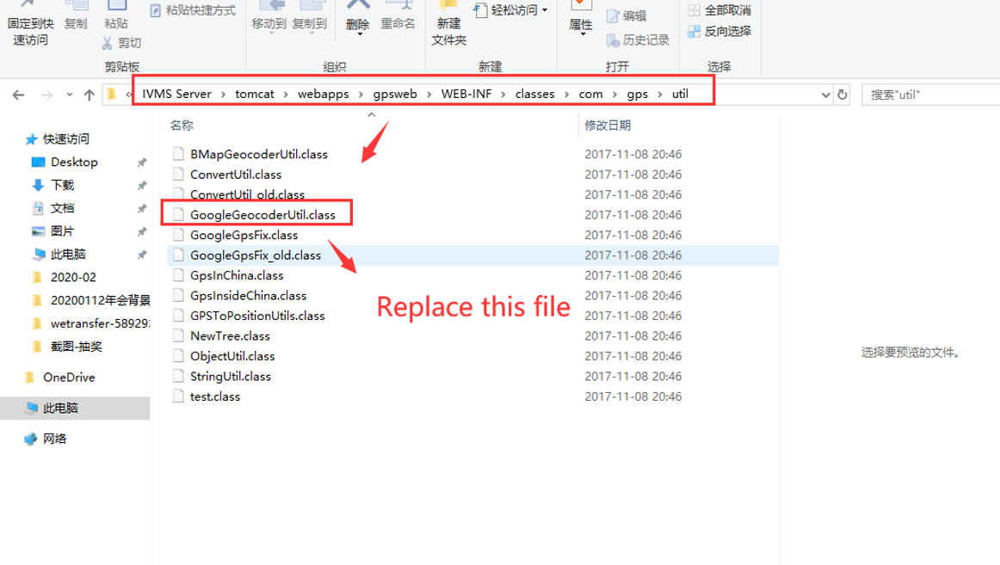 固定到快速访问
复制
粘贴
粘贴快捷方式
剪切
剪贴板
移动到
复制到
删除
重命名
组织
新建文件夹
轻松访问
新建
属性
编辑
历史记录
打开
全部取消
反向选择
选择
« IVMS Server › tomcat › webapps › gpsweb › WEB-INF › classes › com › gps › util
搜索"util"
名称 修改日期
BMapGeocoderUtil.class 2017-11-08 20:46
ConvertUtil.class 2017-11-08 20:46
ConvertUtil_old.class 2017-11-08 20:46
GoogleGeocoderUtil.class 2017-11-08 20:46
GoogleGpsFix.class 2017-11-08 20:46
GoogleGpsFix_old.class 2017-11-08 20:46
GpsInChina.class 2017-11-08 20:46
GpsInsideChina.class 2017-11-08 20:46
GPSToPositionUtils.class 2017-11-08 20:46
NewTree.class 2017-11-08 20:46
ObjectUtil.class 2017-11-08 20:46
StringUtil.class 2017-11-08 20:46
test.class 2017-11-08 20:46
快速访问
Desktop
下载
文档
图片
此电脑
2020-02
20200112年会背景
wetransfer-58929
截图-抽奖
OneDrive
此电脑
网络
Replace this file
选择要预览的文件。